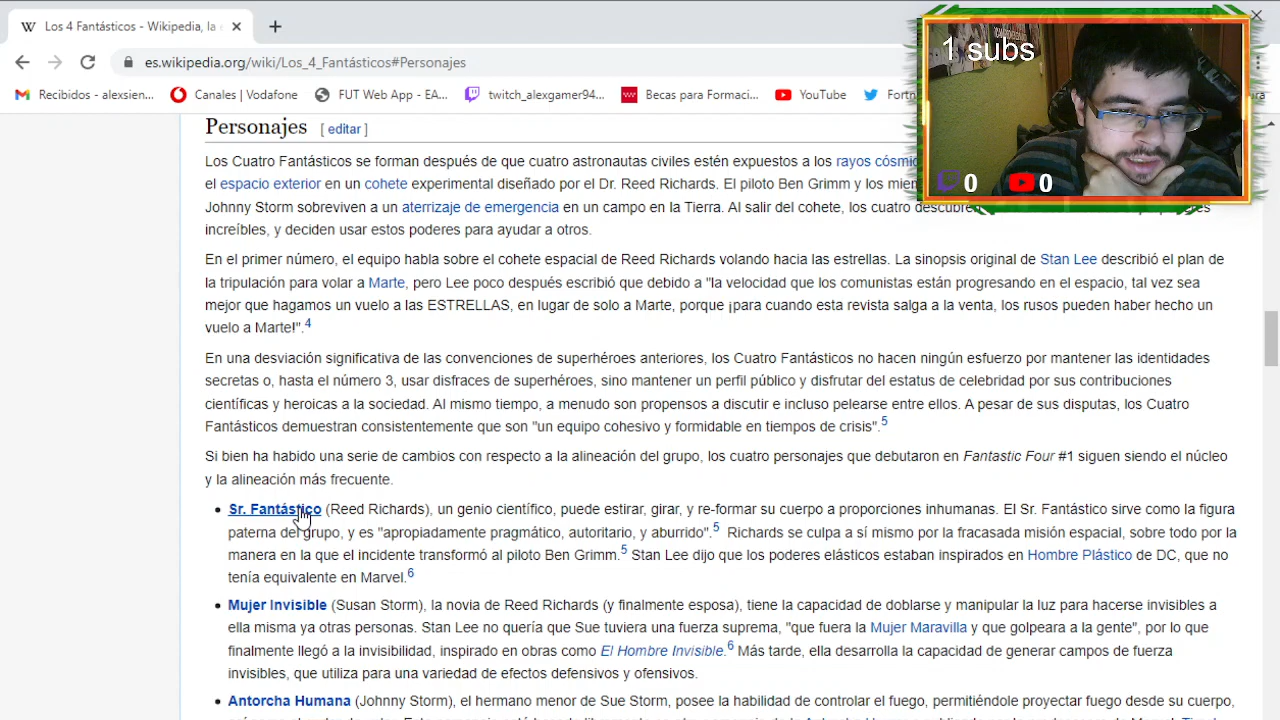 Los 4 Fantásticos - Wikipedia, la
es.wikipedia.org/wiki/Los_4_Fantásticos#Personajes
Recibidos - alexsien... Canales | Vodafone FUT Web App - EA... twitch_alexgamer94... Becas para Formaci... YouTube Fortn
1 subs
0 0
Personajes [ editar ]
Los Cuatro Fantásticos se forman después de que cuatro astronautas civiles estén expuestos a los rayos cósmic
el espacio exterior en un cohete experimental diseñado por el Dr. Reed Richards. El piloto Ben Grimm y los miem
Johnny Storm sobreviven a un aterrizaje de emergencia en un campo en la Tierra. Al salir del cohete, los cuatro descubren
increíbles, y deciden usar estos poderes para ayudar a otros.
En el primer número, el equipo habla sobre el cohete espacial de Reed Richards volando hacia las estrellas. La sinopsis original de Stan Lee describió el plan de
la tripulación para volar a Marte, pero Lee poco después escribió que debido a "la velocidad que los comunistas están progresando en el espacio, tal vez sea
mejor que hagamos un vuelo a las ESTRELLAS, en lugar de solo a Marte, porque ¡para cuando esta revista salga a la venta, los rusos pueden haber hecho un
vuelo a Marte!".4
En una desviación significativa de las convenciones de superhéroes anteriores, los Cuatro Fantásticos no hacen ningún esfuerzo por mantener las identidades
secretas o, hasta el número 3, usar disfraces de superhéroes, sino mantener un perfil público y disfrutar del estatus de celebridad por sus contribuciones
científicas y heroicas a la sociedad. Al mismo tiempo, a menudo son propensos a discutir e incluso pelearse entre ellos. A pesar de sus disputas, los Cuatro
Fantásticos demuestran consistentemente que son "un equipo cohesivo y formidable en tiempos de crisis".5
Si bien ha habido una serie de cambios con respecto a la alineación del grupo, los cuatro personajes que debutaron en Fantastic Four #1 siguen siendo el núcleo
y la alineación más frecuente.
• Sr. Fantástico (Reed Richards), un genio científico, puede estirar, girar, y re-formar su cuerpo a proporciones inhumanas. El Sr. Fantástico sirve como la figura
paterna del grupo, y es "apropiadamente pragmático, autoritario, y aburrido".5 Richards se culpa a sí mismo por la fracasada misión espacial, sobre todo por la
manera en la que el incidente transformó al piloto Ben Grimm.5 Stan Lee dijo que los poderes elásticos estaban inspirados en Hombre Plástico de DC, que no
tenía equivalente en Marvel.6
• Mujer Invisible (Susan Storm), la novia de Reed Richards (y finalmente esposa), tiene la capacidad de doblarse y manipular la luz para hacerse invisibles a
ella misma ya otras personas. Stan Lee no quería que Sue tuviera una fuerza suprema, "que fuera la Mujer Maravilla y que golpeara a la gente", por lo que
finalmente llegó a la invisibilidad, inspirado en obras como El Hombre Invisible.6 Más tarde, ella desarrolla la capacidad de generar campos de fuerza
invisibles, que utiliza para una variedad de efectos defensivos y ofensivos.
• Antorcha Humana (Johnny Storm), el hermano menor de Sue Storm, posee la habilidad de controlar el fuego, permitiéndole proyectar fuego desde su cuerpo,